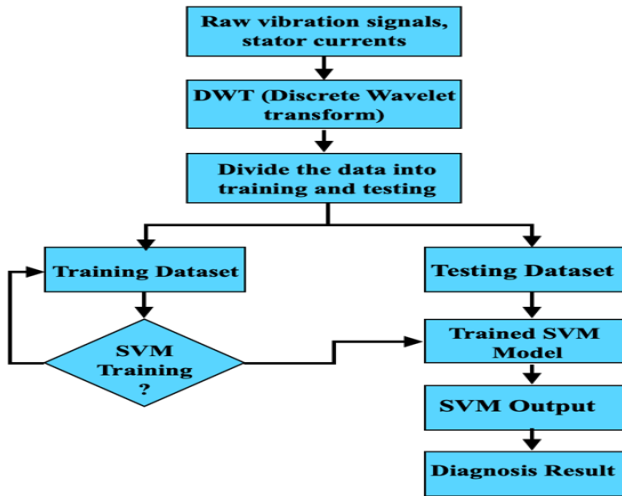 Raw vibration signals,
stator currents
DWT (Discrete Wavelet
transform)
Divide the data into
training and testing
Training Dataset
Testing Dataset
SVM
Training
?
Trained SVM
Model
SVM Output
Diagnosis Result